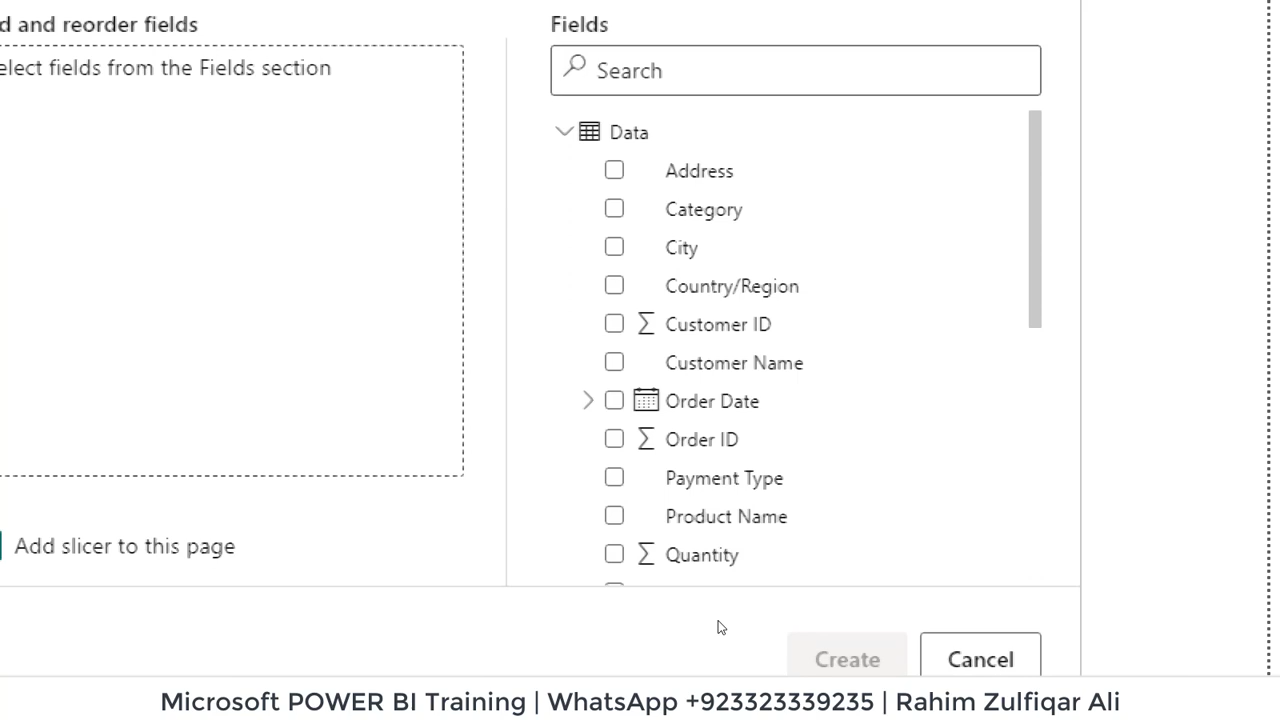 d and reorder fields
elect fields from the Fields section
Add slicer to this page
Fields
Search
Data
Address
Category
City
Country/Region
Customer ID
Customer Name
Order Date
Order ID
Payment Type
Product Name
Quantity
Create
Cancel
Microsoft POWER BI Training | WhatsApp +923323339235 | Rahim Zulfiqar Ali